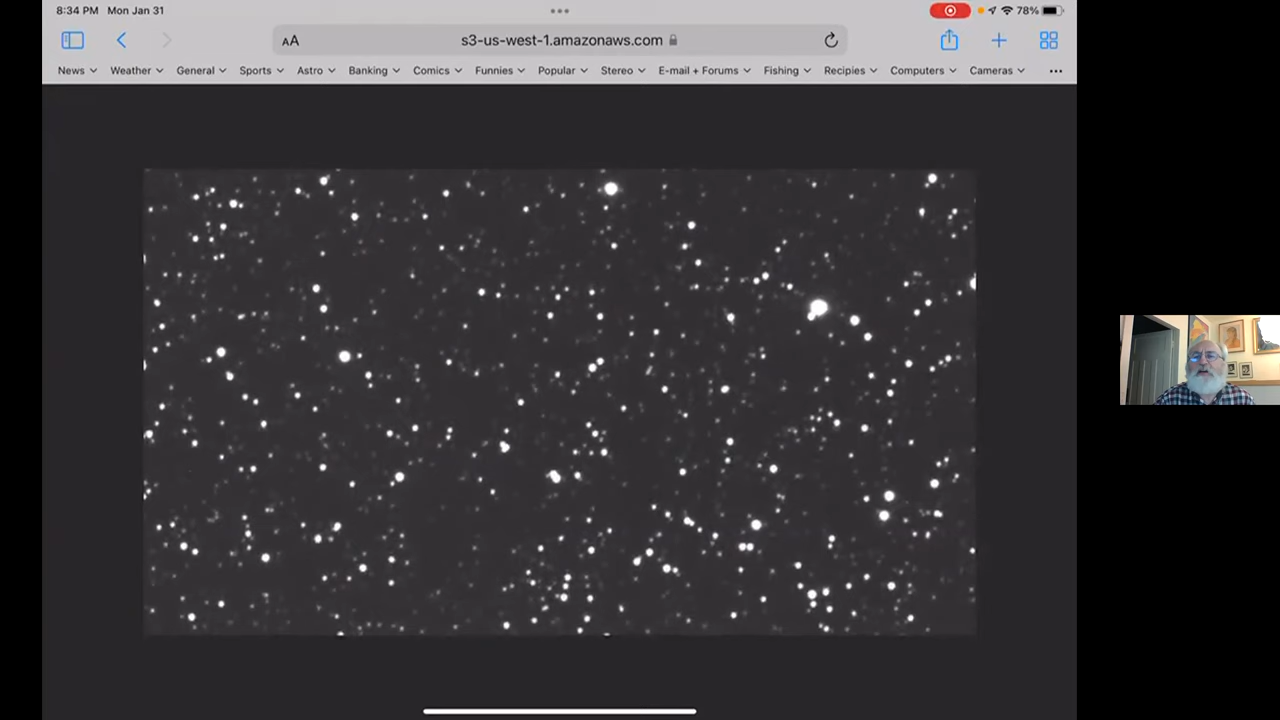 8:34 PM Mon Jan 31
78%
AA
s3-us-west-1.amazonaws.com
News Weather General Sports Astro Banking Comics Funnies Popular Stereo E-mail + Forums Fishing Recipies Computers Cameras